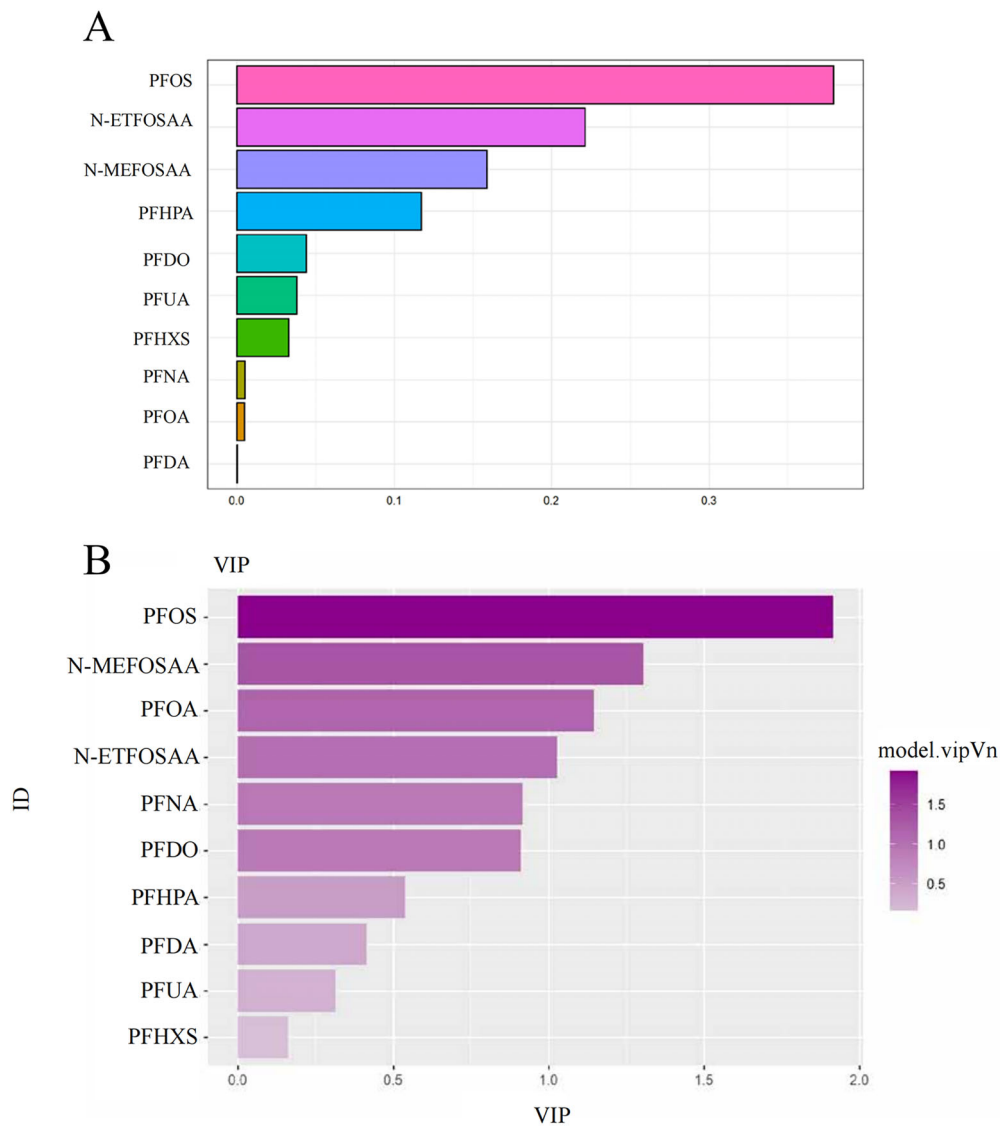 A
PFOS
N-ETFOSAA
N-MEFOSAA
PFHPA
PFDO
PFUA
PFHXS
PFNA
PFOA
PFDA
0.0 0.1 0.2 0.3
B
VIP
PFOS
N-MEFOSAA
PFOA
N-ETFOSAA
PFNA
PFDO
PFHPA
PFDA
PFUA
PFHXS
ID
model.vipVn
1.5
1.0
0.5
0.0 0.5 1.0 1.5 2.0
VIP